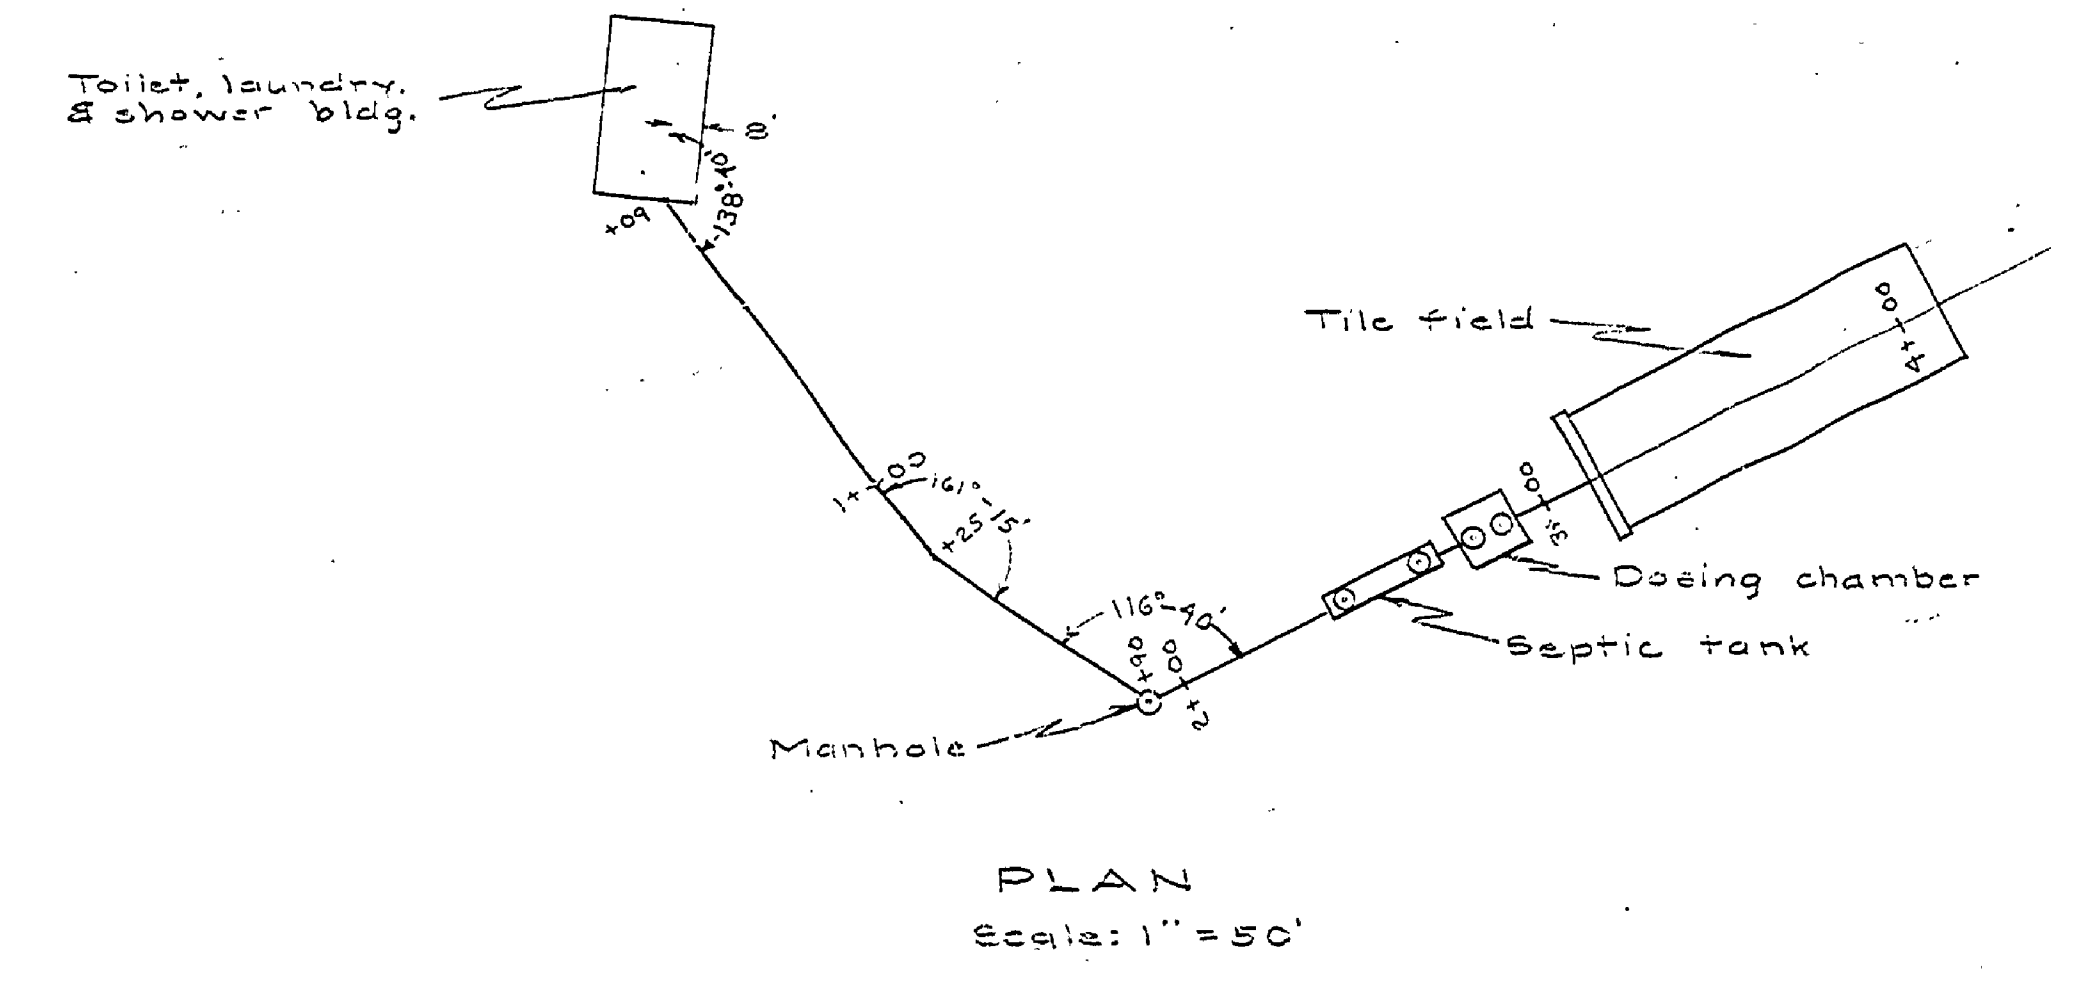 Toilet, laundry,
& shower bldg.
8'
138°-40'
+09
Tile field
4+00
1+00
161°-15'
+25
3+00
Dosing chamber
116°-40'
+90
2+00
Septic tank
Manhole
PLAN
Scale: 1" = 50'